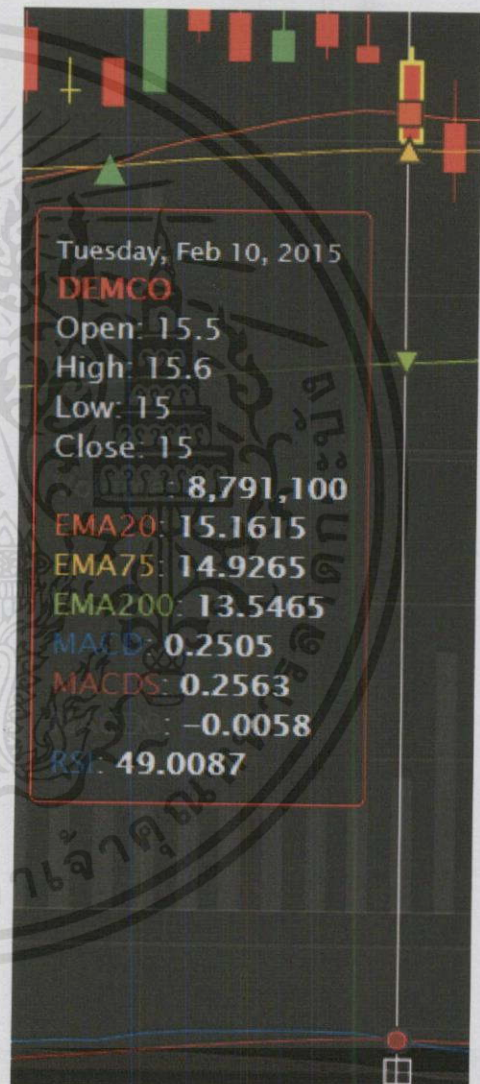 Tuesday, Feb 10, 2015
DEMCO
Open: 15.5
High: 15.6
Low: 15
Close: 15
: 8,791,100
EMA20: 15.1615
EMA75: 14.9265
EMA200: 13.5465
MACD: 0.2505
MACDS: 0.2563
: −0.0058
RSI: 49.0087